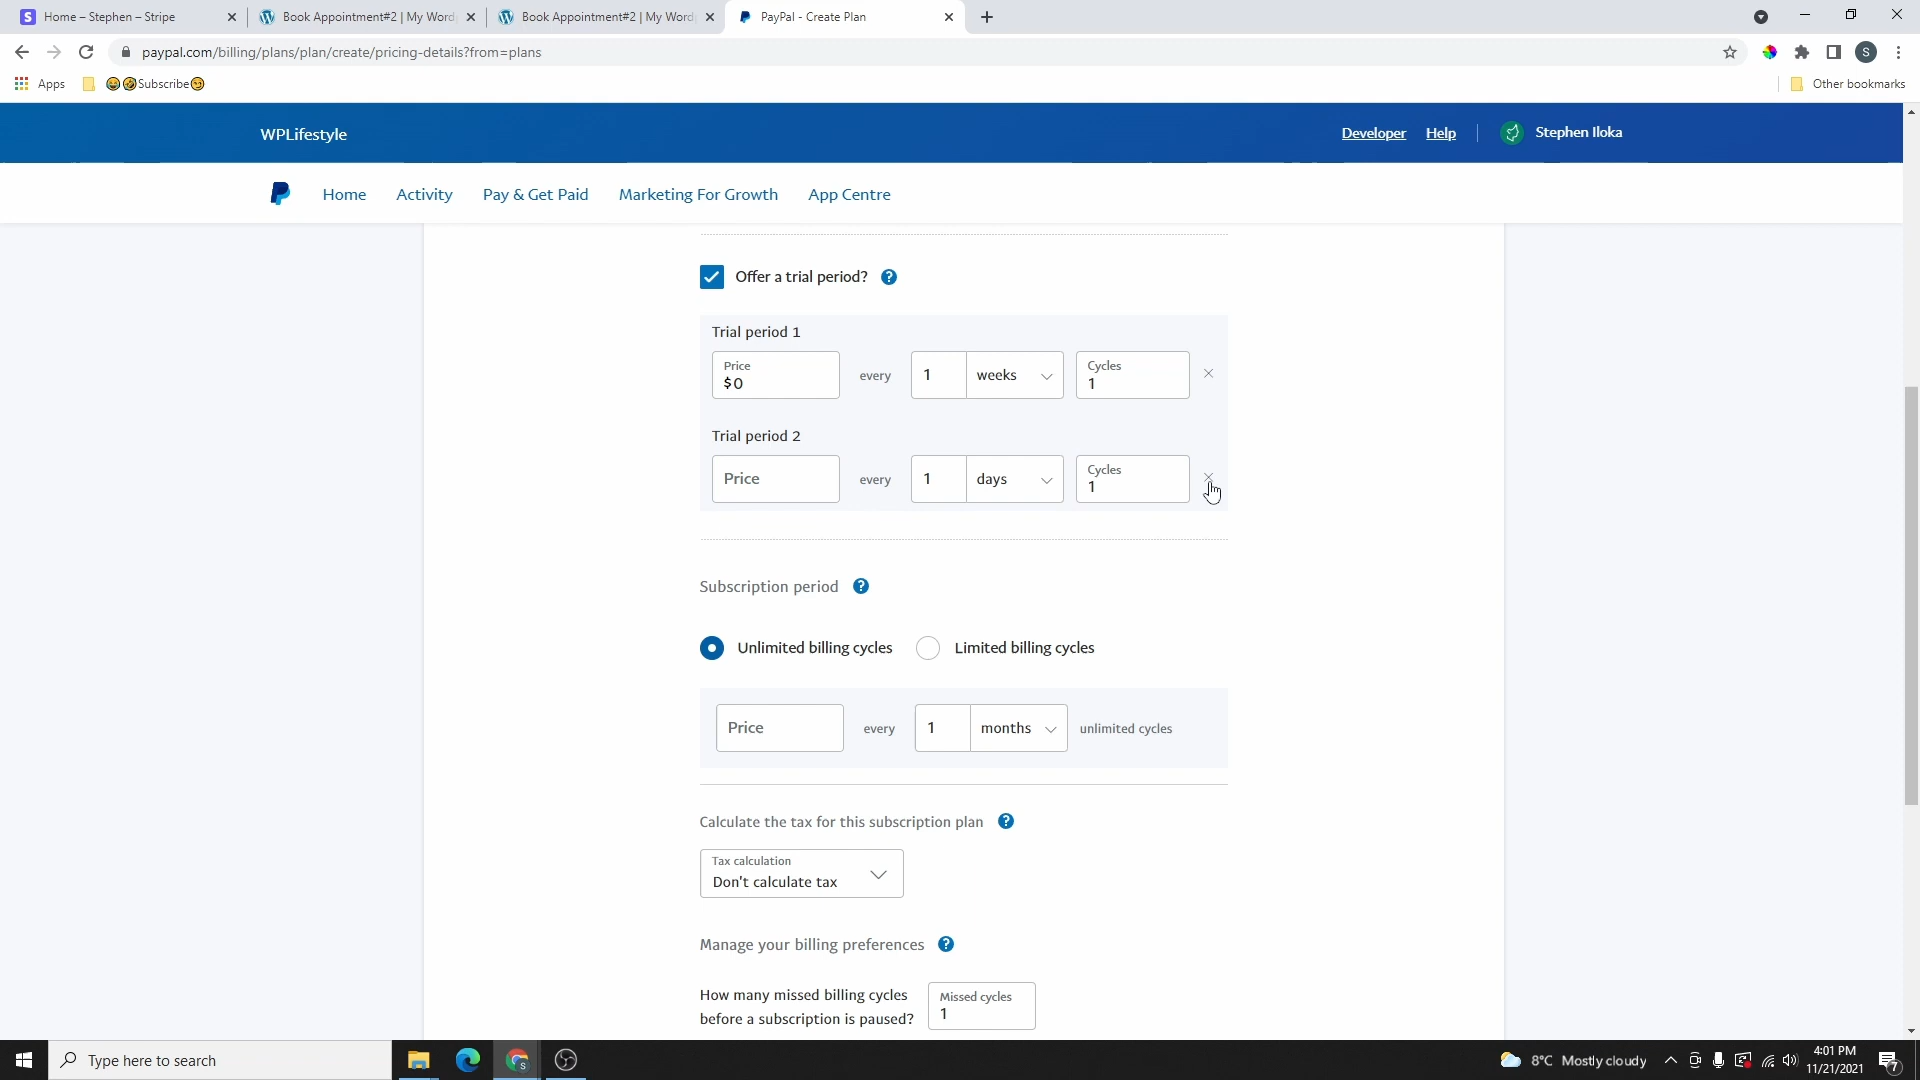 Home – Stephen – Stripe
Book Appointment#2 | My Word
Book Appointment#2 | My Word
PayPal - Create Plan
paypal.com/billing/plans/plan/create/pricing-details?from=plans
S
Apps
😂🤣Subscribe😏
Other bookmarks
WPLifestyle
Developer
Help
Stephen Iloka
Home
Activity
Pay & Get Paid
Marketing For Growth
App Centre
Offer a trial period?
Trial period 1
Price
$0
every
1
weeks
Cycles
1
Trial period 2
Price
every
1
days
Cycles
1
Subscription period
Unlimited billing cycles
Limited billing cycles
Price
every
1
months
unlimited cycles
Calculate the tax for this subscription plan
Tax calculation
Don't calculate tax
Manage your billing preferences
How many missed billing cycles
before a subscription is paused?
Missed cycles
1
Type here to search
8°C Mostly cloudy
4:01 PM
11/21/2021
7